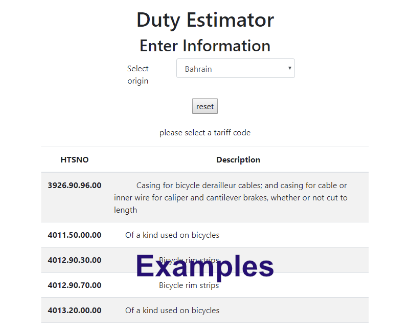 Duty Estimator
Enter Information
Select
origin
Bahrain
reset
please select a tariff code
HTSNO Description
3926.90.96.00 Casing for bicycle derailleur cables; and casing for cable or
inner wire for caliper and cantilever brakes, whether or not cut to
length
4011.50.00.00 Of a kind used on bicycles
4012.90.30.00 Bicycle rim strips
Examples
4012.90.70.00 Bicycle rim strips
4013.20.00.00 Of a kind used on bicycles